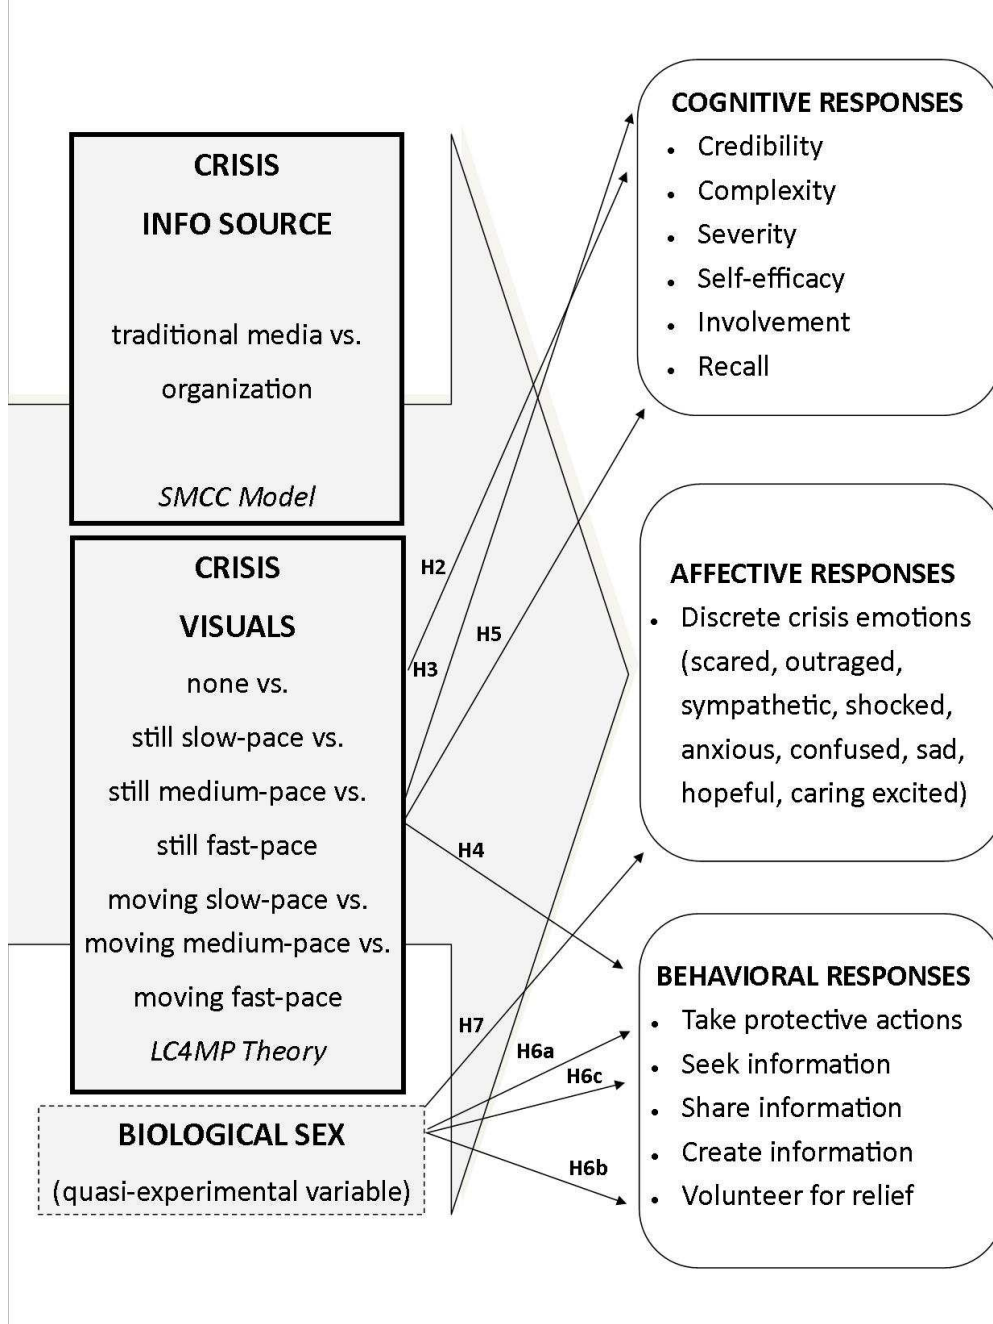 CRISIS
INFO SOURCE
traditional media vs.
organization
SMCC Model
CRISIS
VISUALS
none vs.
still slow-pace vs.
still medium-pace vs.
still fast-pace
moving slow-pace vs.
moving medium-pace vs.
moving fast-pace
LC4MP Theory
BIOLOGICAL SEX
(quasi-experimental variable)
H2
H5
H3
H4
H7
H6a
H6c
H6b
COGNITIVE RESPONSES
• Credibility
• Complexity
• Severity
• Self-efficacy
• Involvement
• Recall
AFFECTIVE RESPONSES
• Discrete crisis emotions
(scared, outraged,
sympathetic, shocked,
anxious, confused, sad,
hopeful, caring excited)
BEHAVIORAL RESPONSES
• Take protective actions
• Seek information
• Share information
• Create information
• Volunteer for relief